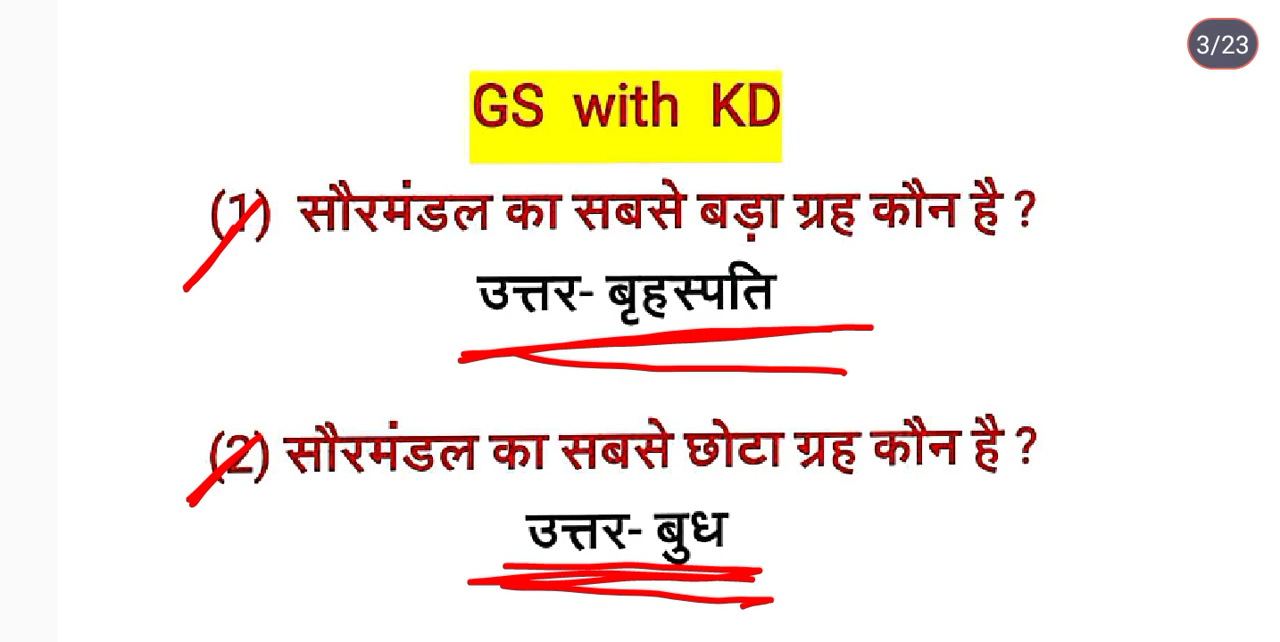 3/23
GS with KD
(1) सौरमंडल का सबसे बड़ा ग्रह कौन है ?
उत्तर- बृहस्पति
(2) सौरमंडल का सबसे छोटा ग्रह कौन है ?
उत्तर- बुध